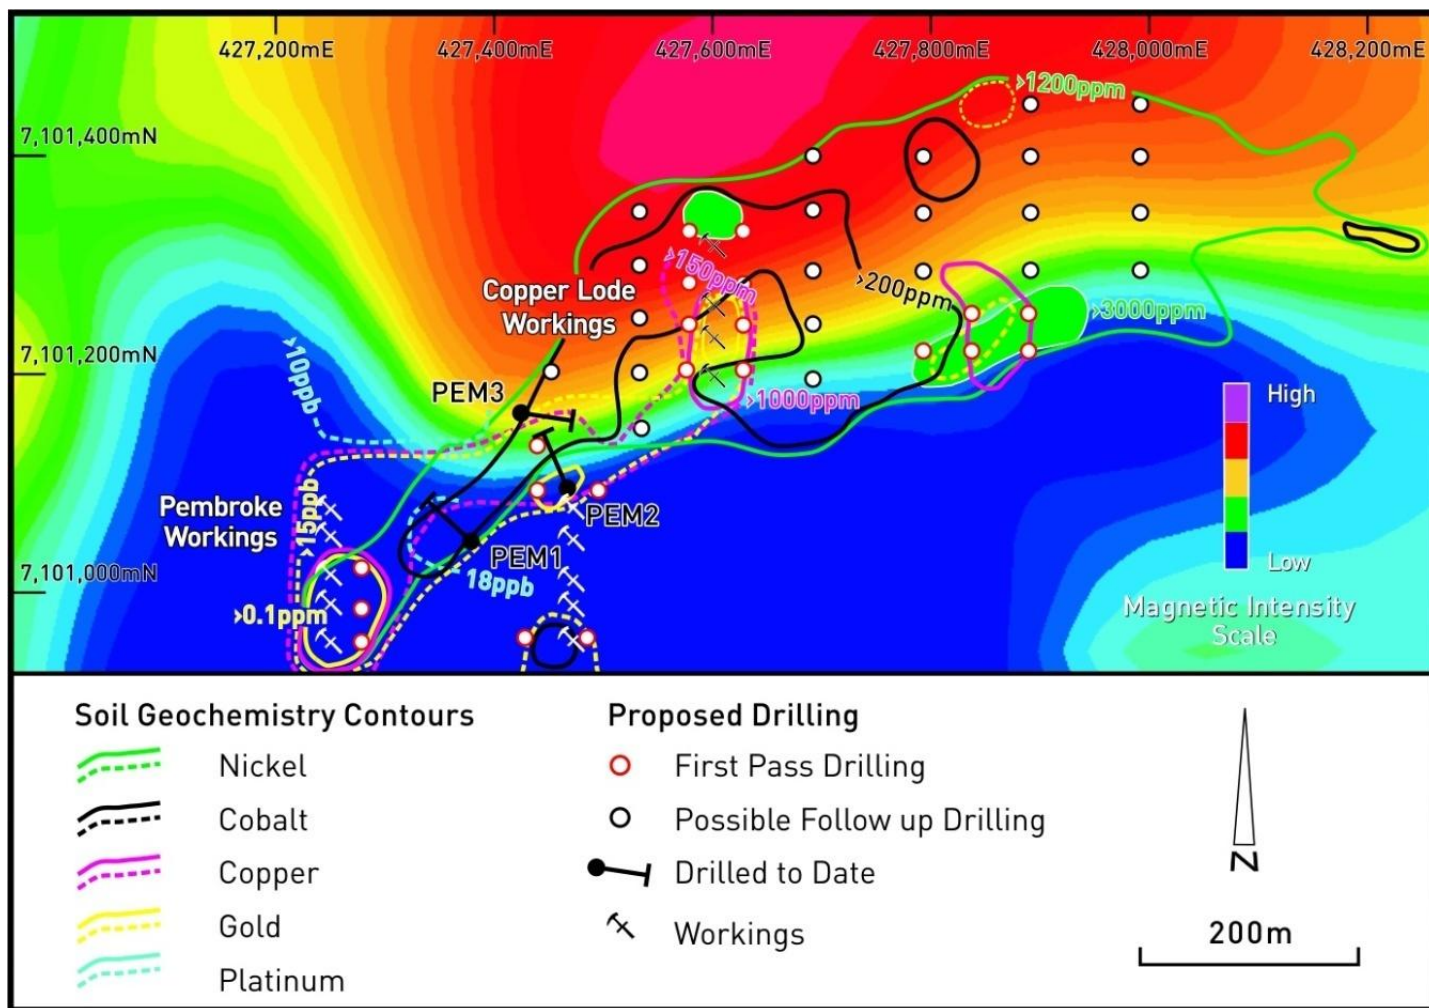 427,200mE 427,400mE 427,600mE 427,800mE 428,000mE 428,200mE
>1200ppm
7,101,400mN
>150ppm
Copper Lode
Workings
>200ppm
>3000ppm
7,101,200mN
>10ppb
PEM3
>1000ppm
High
Pembroke
Workings
>15ppb
PEM2
PEM1
18ppb
7,101,000mN
Low
>0.1ppm
Magnetic Intensity
Scale
Soil Geochemistry Contours
Nickel
Cobalt
Copper
Gold
Platinum
Proposed Drilling
First Pass Drilling
Possible Follow up Drilling
Drilled to Date
Workings
N
200m